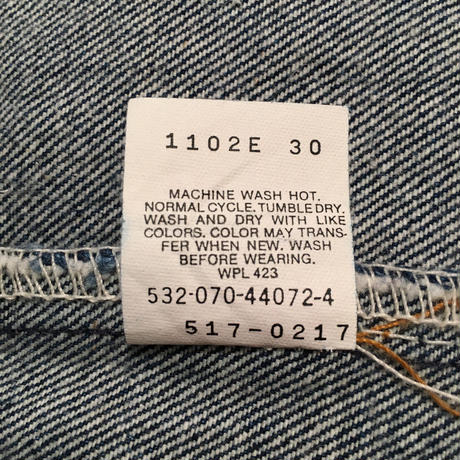 1102E 30
MACHINE WASH HOT.
NORMAL CYCLE. TUMBLE DRY.
WASH AND DRY WITH LIKE
COLORS. COLOR MAY TRANS-
FER WHEN NEW. WASH
BEFORE WEARING.
WPL 423
532-070-44072-4
517-0217